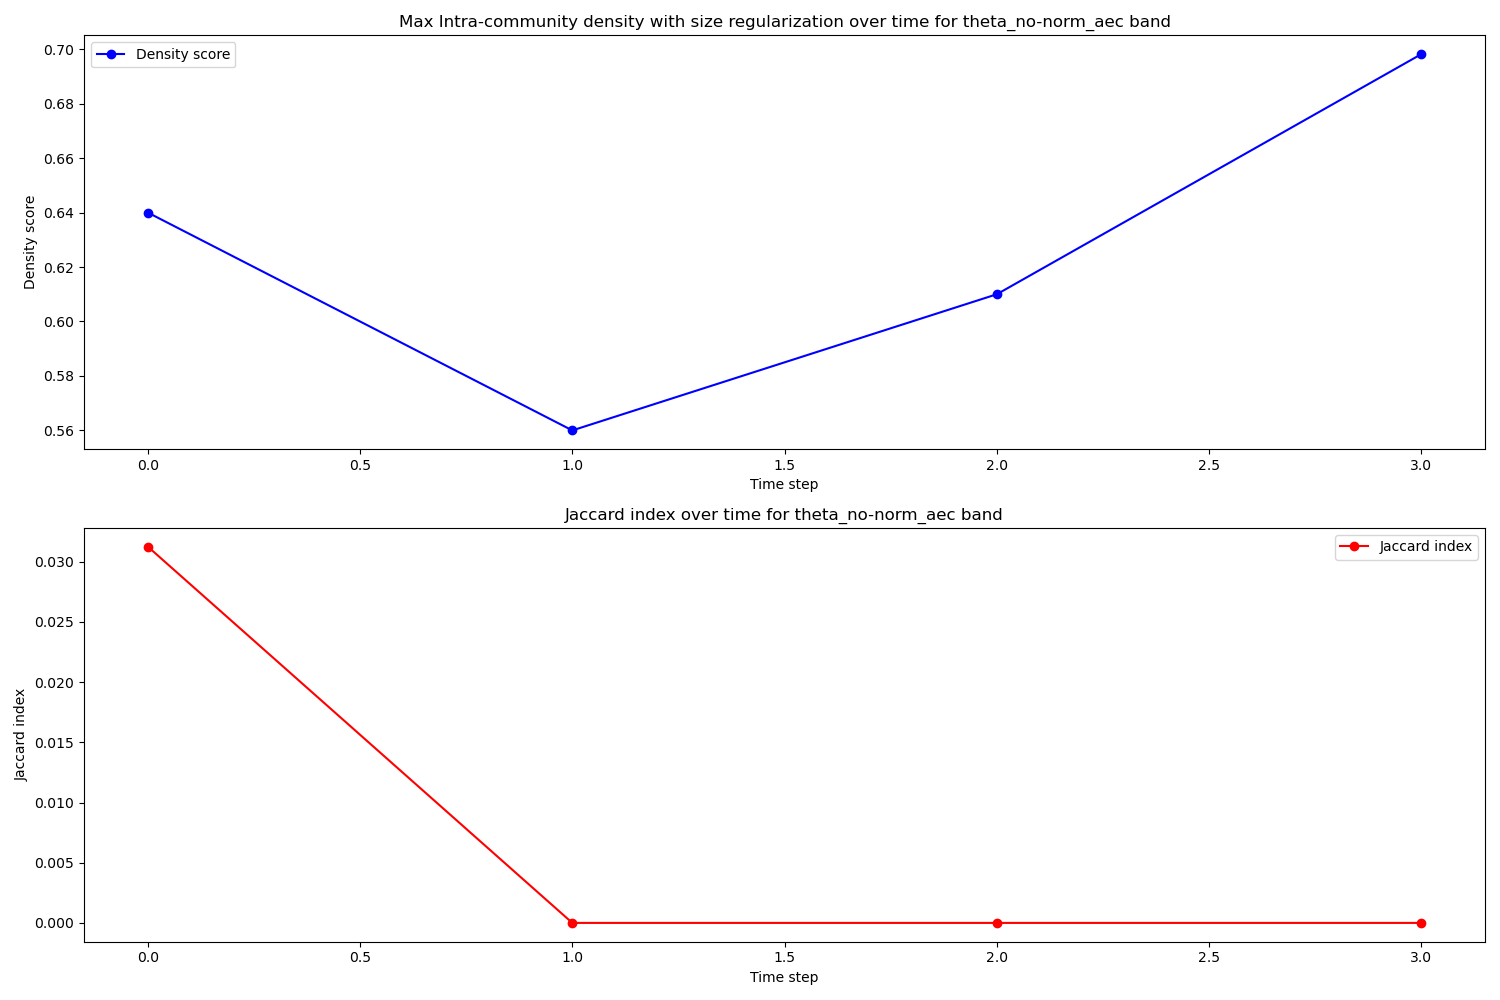 Max Intra-community density with size regularization over time for theta_no-norm_aec band
Density score
Density score
0.70
0.68
0.66
0.64
0.62
0.60
0.58
0.56
0.0 0.5 1.0 1.5 2.0 2.5 3.0
Time step
Jaccard index over time for theta_no-norm_aec band
Jaccard index
Jaccard index
0.030
0.025
0.020
0.015
0.010
0.005
0.000
0.0 0.5 1.0 1.5 2.0 2.5 3.0
Time step